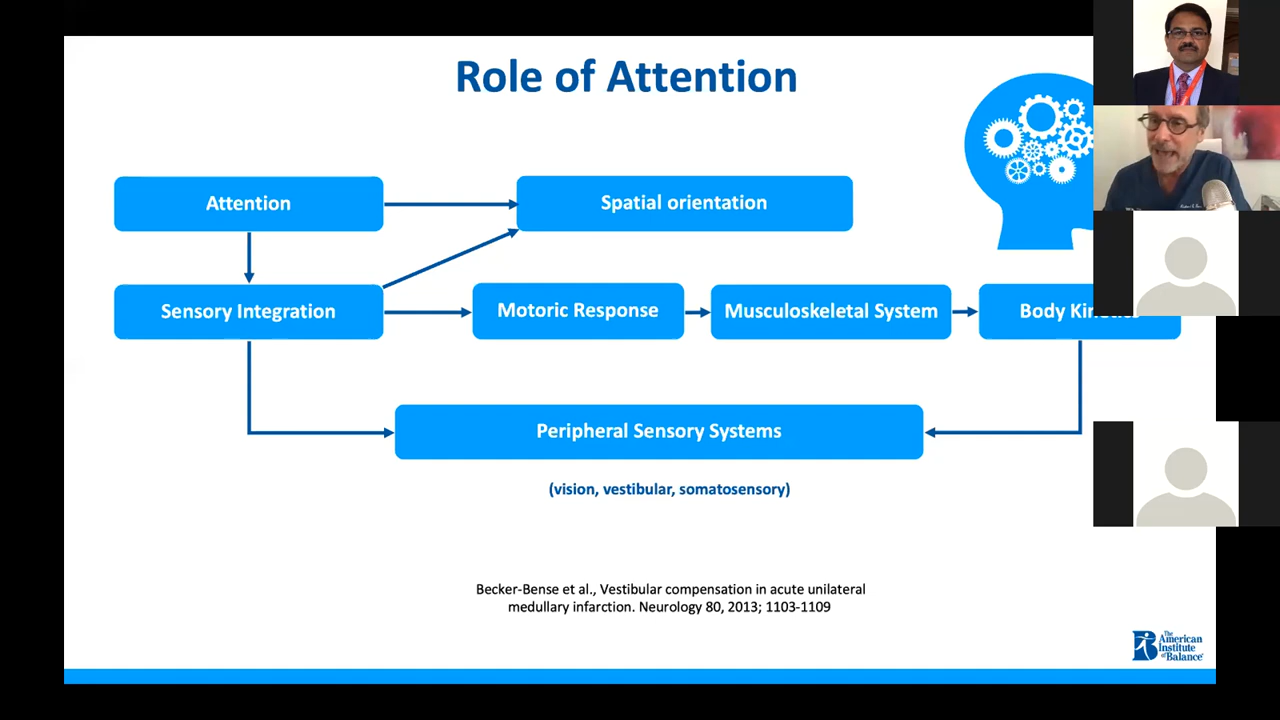 Role of Attention
Attention
Spatial orientation
Sensory Integration
Motoric Response
Musculoskeletal System
Body
Peripheral Sensory Systems
(vision, vestibular, somatosensory)
Becker-Bense et al., Vestibular compensation in acute unilateral
medullary infarction. Neurology 80, 2013; 1103-1109
The
American
Institute
of Balance